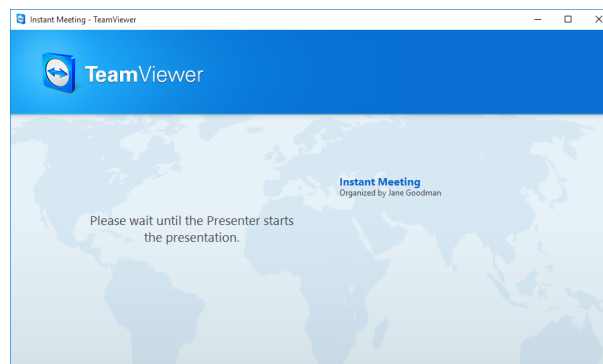 Instant Meeting - TeamViewer
TeamViewer
Instant Meeting
Organized by Jane Goodman
Please wait until the Presenter starts
the presentation.